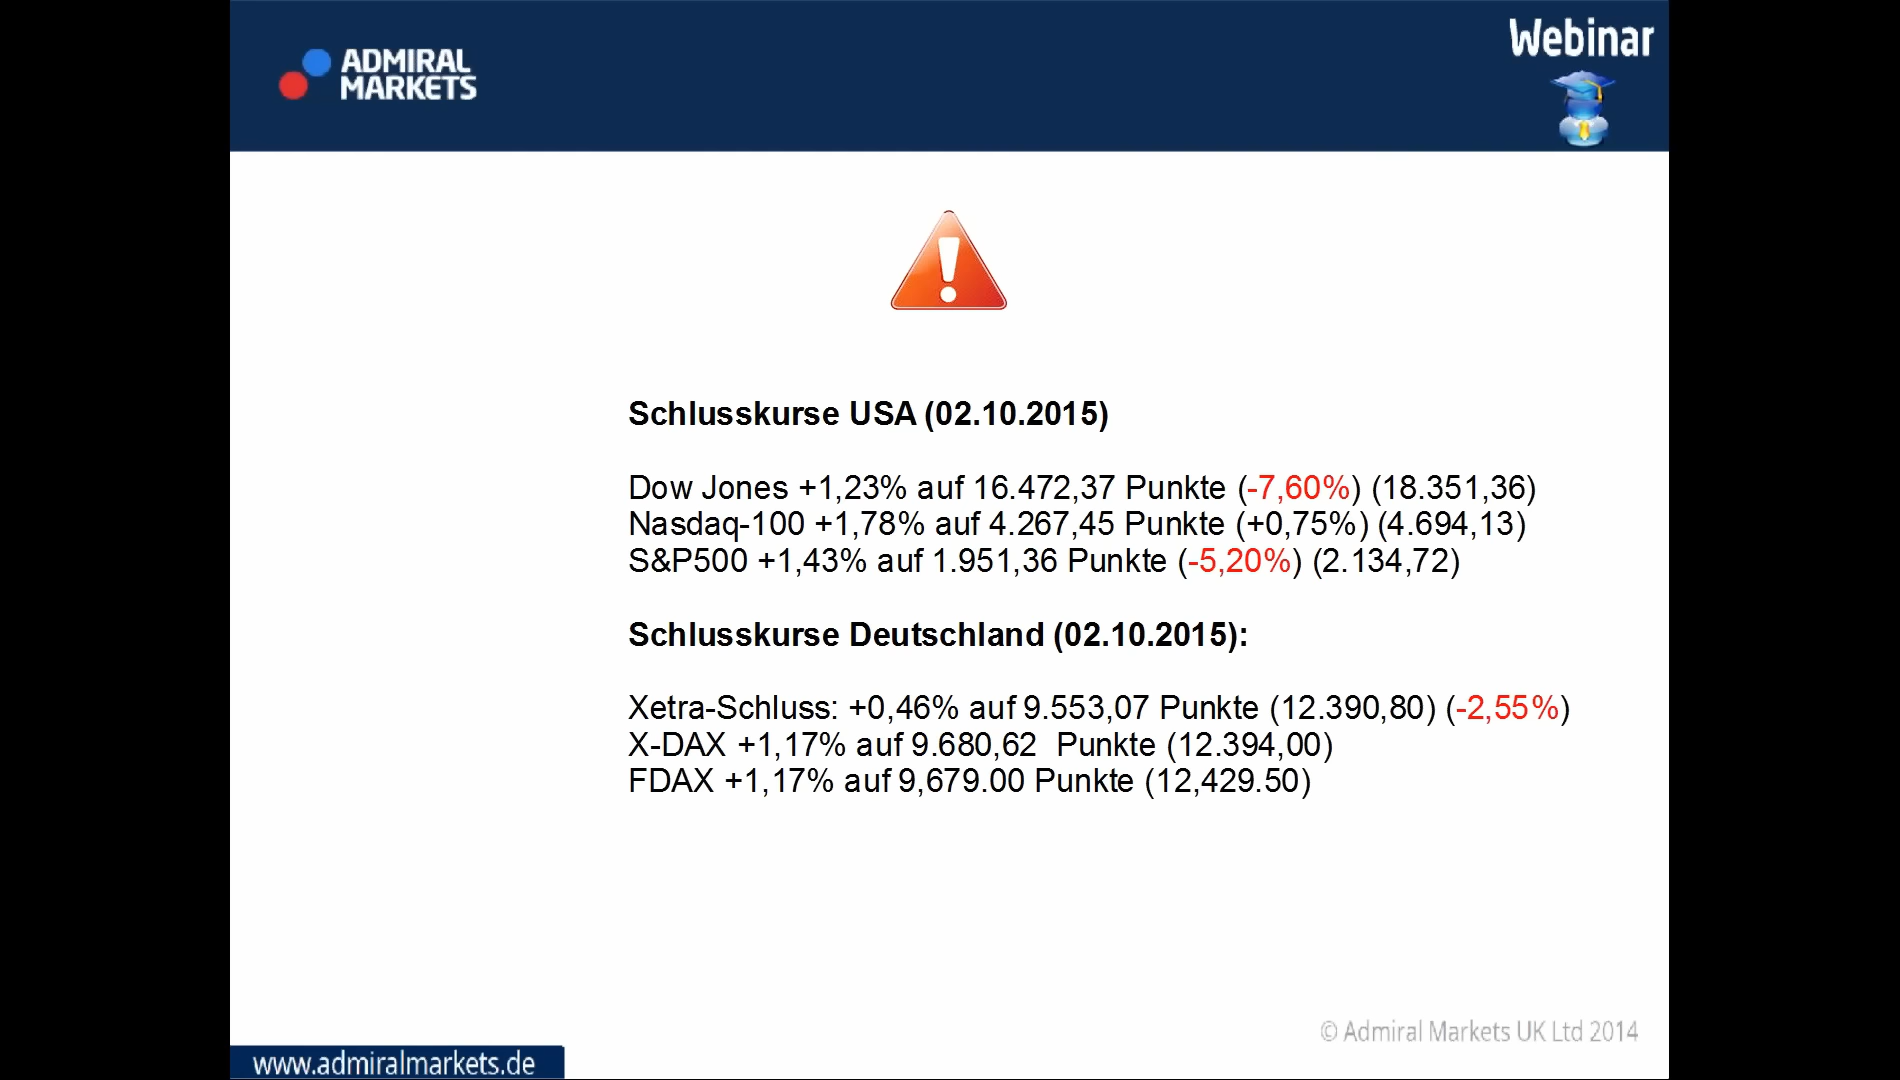 ADMIRAL
MARKETS
Webinar
Schlusskurse USA (02.10.2015)
Dow Jones +1,23% auf 16.472,37 Punkte (-7,60%) (18.351,36)
Nasdaq-100 +1,78% auf 4.267,45 Punkte (+0,75%) (4.694,13)
S&P500 +1,43% auf 1.951,36 Punkte (-5,20%) (2.134,72)
Schlusskurse Deutschland (02.10.2015):
Xetra-Schluss: +0,46% auf 9.553,07 Punkte (12.390,80) (-2,55%)
X-DAX +1,17% auf 9.680,62  Punkte (12.394,00)
FDAX +1,17% auf 9,679.00 Punkte (12,429.50)
© Admiral Markets UK Ltd 2014
www.admiralmarkets.de